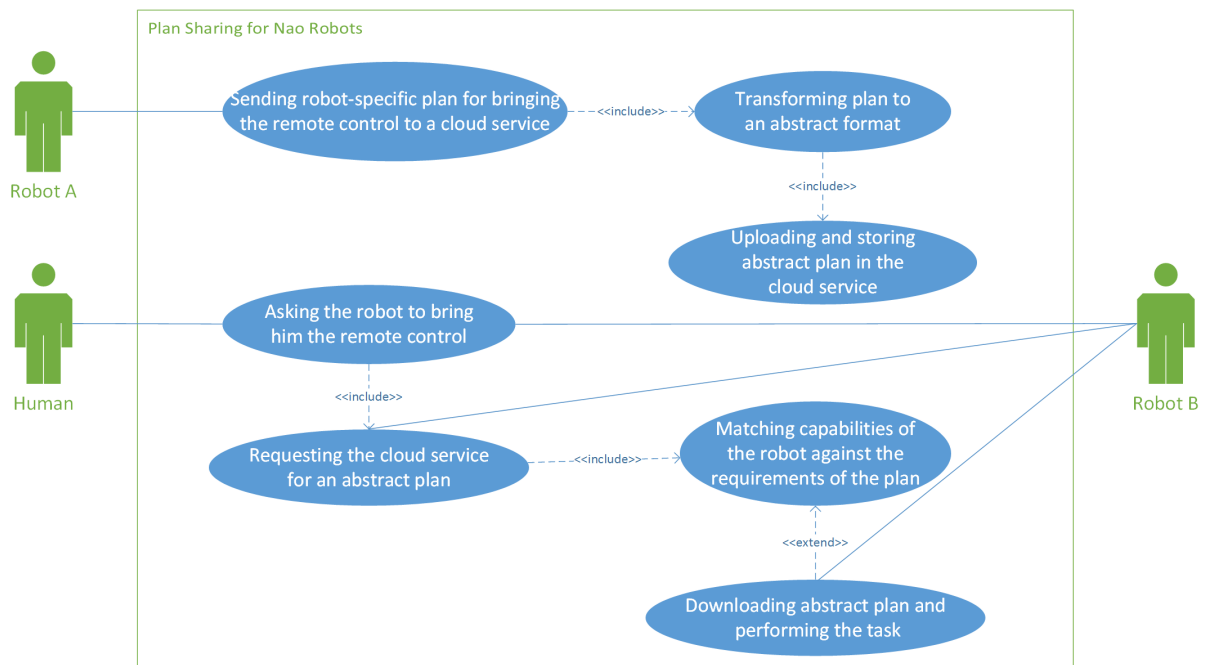 Plan Sharing for Nao Robots
Sending robot-specific plan for bringing
the remote control to a cloud service
<<include>>
Transforming plan to
an abstract format
Robot A
<<include>>
Uploading and storing
abstract plan in the
cloud service
Asking the robot to bring
him the remote control
Human
Robot B
<<include>>
Requesting the cloud service
for an abstract plan
<<include>>
Matching capabilities of
the robot against the
requirements of the plan
<<extend>>
Downloading abstract plan and
performing the task